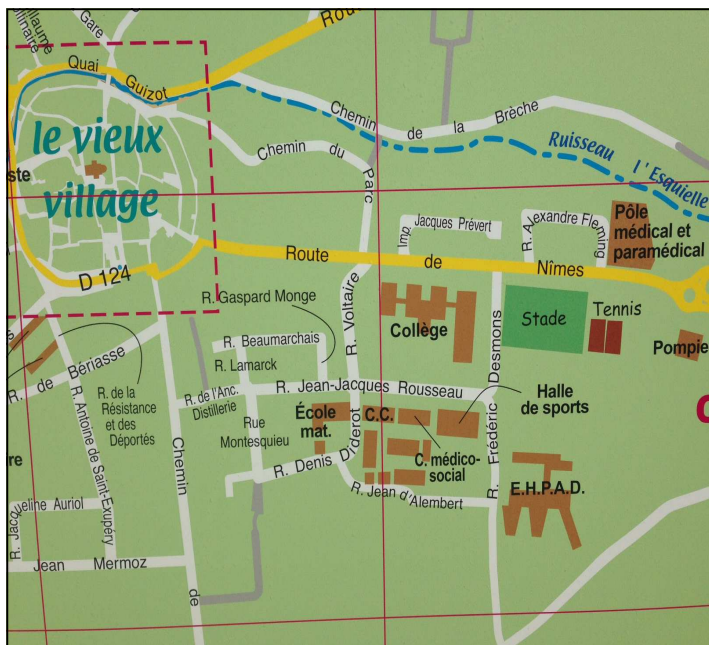 Gare
Quai
Guizot
Chemin
de
la
Brèche
Ruisseau l'Esquielle
le vieux
village
Chemin du
Parc
D 124
Route de Nîmes
Imp. Jacques Prévert
R. Alexandre Fleming
Pôle
médical et
paramédical
R. Gaspard Monge
R. Voltaire
Collège
R. Frédéric Desmons
Stade
Tennis
R. Beaumarchais
R. Lamarck
R. de Bériasse
R. de la
Résistance
et des
Déportés
R. de l'Anc.
Distillerie
R. Jean-Jacques Rousseau
Halle
de sports
R. Antoine de Saint-Exupéry
Chemin
de
Rue
Montesquieu
École
mat.
C.C.
C. médico-
social
R. Denis Diderot
R. Jean d'Alembert
E.H.P.A.D.
R. Jacqueline Auriol
Jean Mermoz